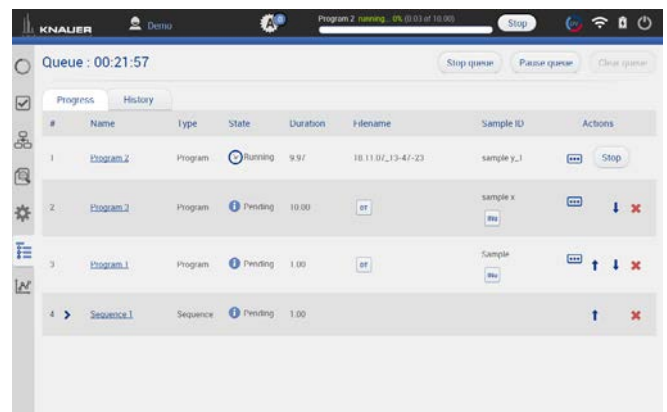 KNAUER Demo A Program 2 running... 0% (0.03 of 10.00) Stop
Queue : 00:21:57 Stop queue Pause queue Clear queue
Progress History
# Name Type State Duration Filename Sample ID Actions
1 Program 2 Program Running 9.97 18.11.07_13-47-23 sample y_1 Stop
2 Program 2 Program Pending 10.00 DT sample x
3 Program 1 Program Pending 1.00 DT Sample
4 Sequence 1 Sequence Pending 1.00